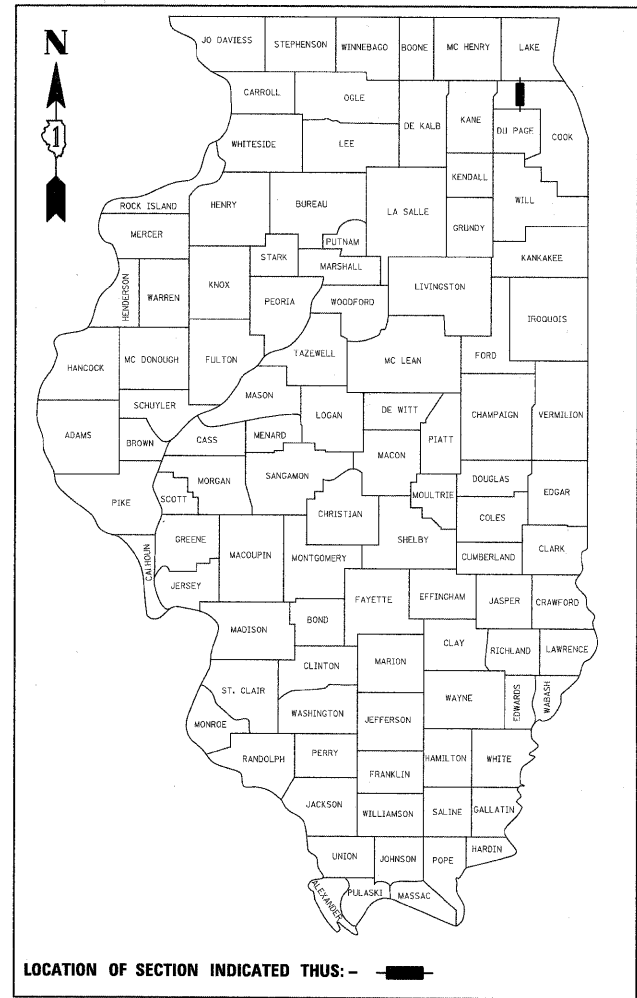 JO DAVIESS STEPHENSON WINNEBAGO BOONE MC HENRY LAKE
N
CARROLL OGLE DE KALB KANE DU PAGE COOK
1
WHITESIDE LEE
KENDALL WILL
ROCK ISLAND HENRY BUREAU LA SALLE
MERCER PUTNAM GRUNDY
STARK MARSHALL KANKAKEE
HENDERSON WARREN KNOX PEORIA WOODFORD LIVINGSTON IROQUOIS
HANCOCK MC DONOUGH FULTON TAZEWELL MC LEAN FORD
SCHUYLER MASON LOGAN DE WITT CHAMPAIGN VERMILION
ADAMS BROWN CASS MENARD MACON PIATT
MORGAN SANGAMON DOUGLAS
PIKE SCOTT CHRISTIAN MOULTRIE COLES EDGAR
CALHOUN GREENE MACOUPIN MONTGOMERY SHELBY CUMBERLAND CLARK
JERSEY FAYETTE EFFINGHAM JASPER CRAWFORD
MADISON BOND CLAY RICHLAND LAWRENCE
CLINTON MARION
ST. CLAIR WAYNE EDWARDS WABASH
MONROE WASHINGTON JEFFERSON
RANDOLPH PERRY HAMILTON WHITE
FRANKLIN
JACKSON WILLIAMSON SALINE GALLATIN
UNION JOHNSON POPE HARDIN
ALEXANDER PULASKI MASSAC
LOCATION OF SECTION INDICATED THUS: -